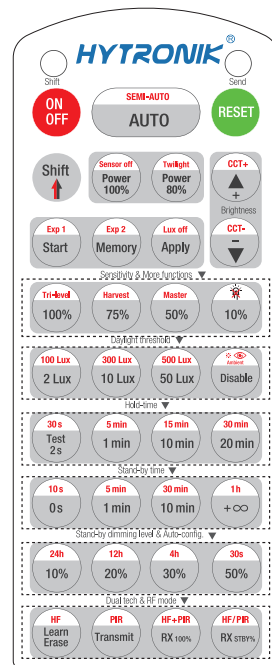 HYTRONIK®
Shift Send
ON
OFF
SEMI-AUTO
AUTO
RESET
Shift
Sensor off
Power
100%
Twilight
Power
80%
CCT+
+
Brightness
CCT-
-
Exp 1
Start
Exp 2
Memory
Lux off
Apply
Sensitivity & More functions ▼
Tri-level Harvest Master
100% 75% 50% 10%
Daylight threshold ▼
100 Lux 300 Lux 500 Lux Ambient
2 Lux 10 Lux 50 Lux Disable
Hold-time ▼
30s 5 min 15 min 30 min
Test
2s
1 min 10 min 20 min
Stand-by time ▼
10s 5 min 30 min 1h
0s 1 min 10 min +∞
Stand-by dimming level & Auto-config. ▼
24h 12h 4h 30s
10% 20% 30% 50%
Dual tech & RF mode ▼
HF PIR HF+PIR HF/PIR
Learn
Erase
Transmit RX 100% RX STBY%